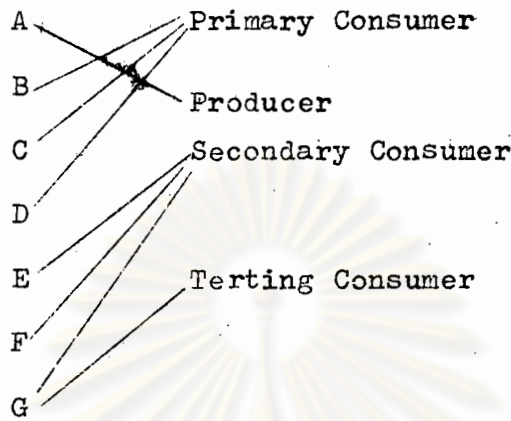 A Primary Consumer
B
Producer
C Secondary Consumer
D
E Terting Consumer
F
G